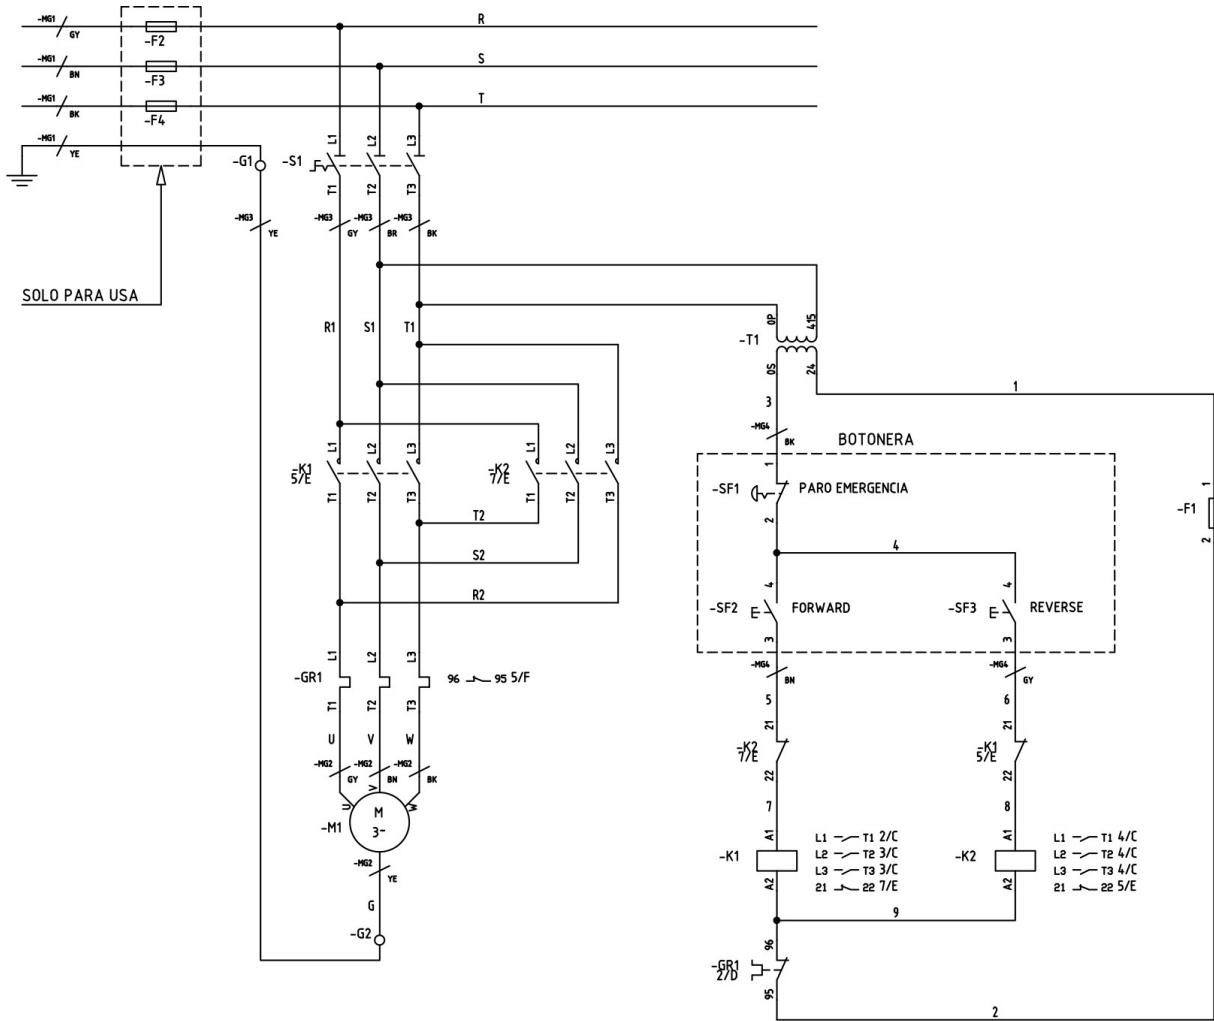 -MG1
GY
-F2
R
-MG1
BN
-F3
S
-MG1
BK
-F4
T
-MG1
YE
-G1
-S1
L1
L2
L3
T1
T2
T3
-MG3
YE
-MG3
GY
-MG3
BR
-MG3
BK
SOLO PARA USA
R1
S1
T1
0P
415
-T1
0S
24
1
3
-MG4
BK
BOTONERA
-K1
5/E
L1
L2
L3
T1
T2
T3
-K2
7/E
L1
L2
L3
T1
T2
T3
1
-SF1
PARO EMERGENCIA
2
1
-F1
2
T2
S2
R2
4
4
-SF2
FORWARD
3
4
-SF3
REVERSE
3
-GR1
L1
L2
L3
T1
T2
T3
96
95 5/F
-MG4
BN
-MG4
GY
5
6
U
V
W
-MG2
GY
-MG2
BN
-MG2
BK
21
-K2
7/E
22
21
-K1
5/E
22
U
V
W
-M1
M
3~
7
8
-MG2
YE
G
-G2
A1
-K1
A2
L1 T1 2/C
L2 T2 3/C
L3 T3 3/C
21 22 7/E
A1
-K2
A2
L1 T1 4/C
L2 T2 4/C
L3 T3 4/C
21 22 5/E
9
96
-GR1
2/D
95
2